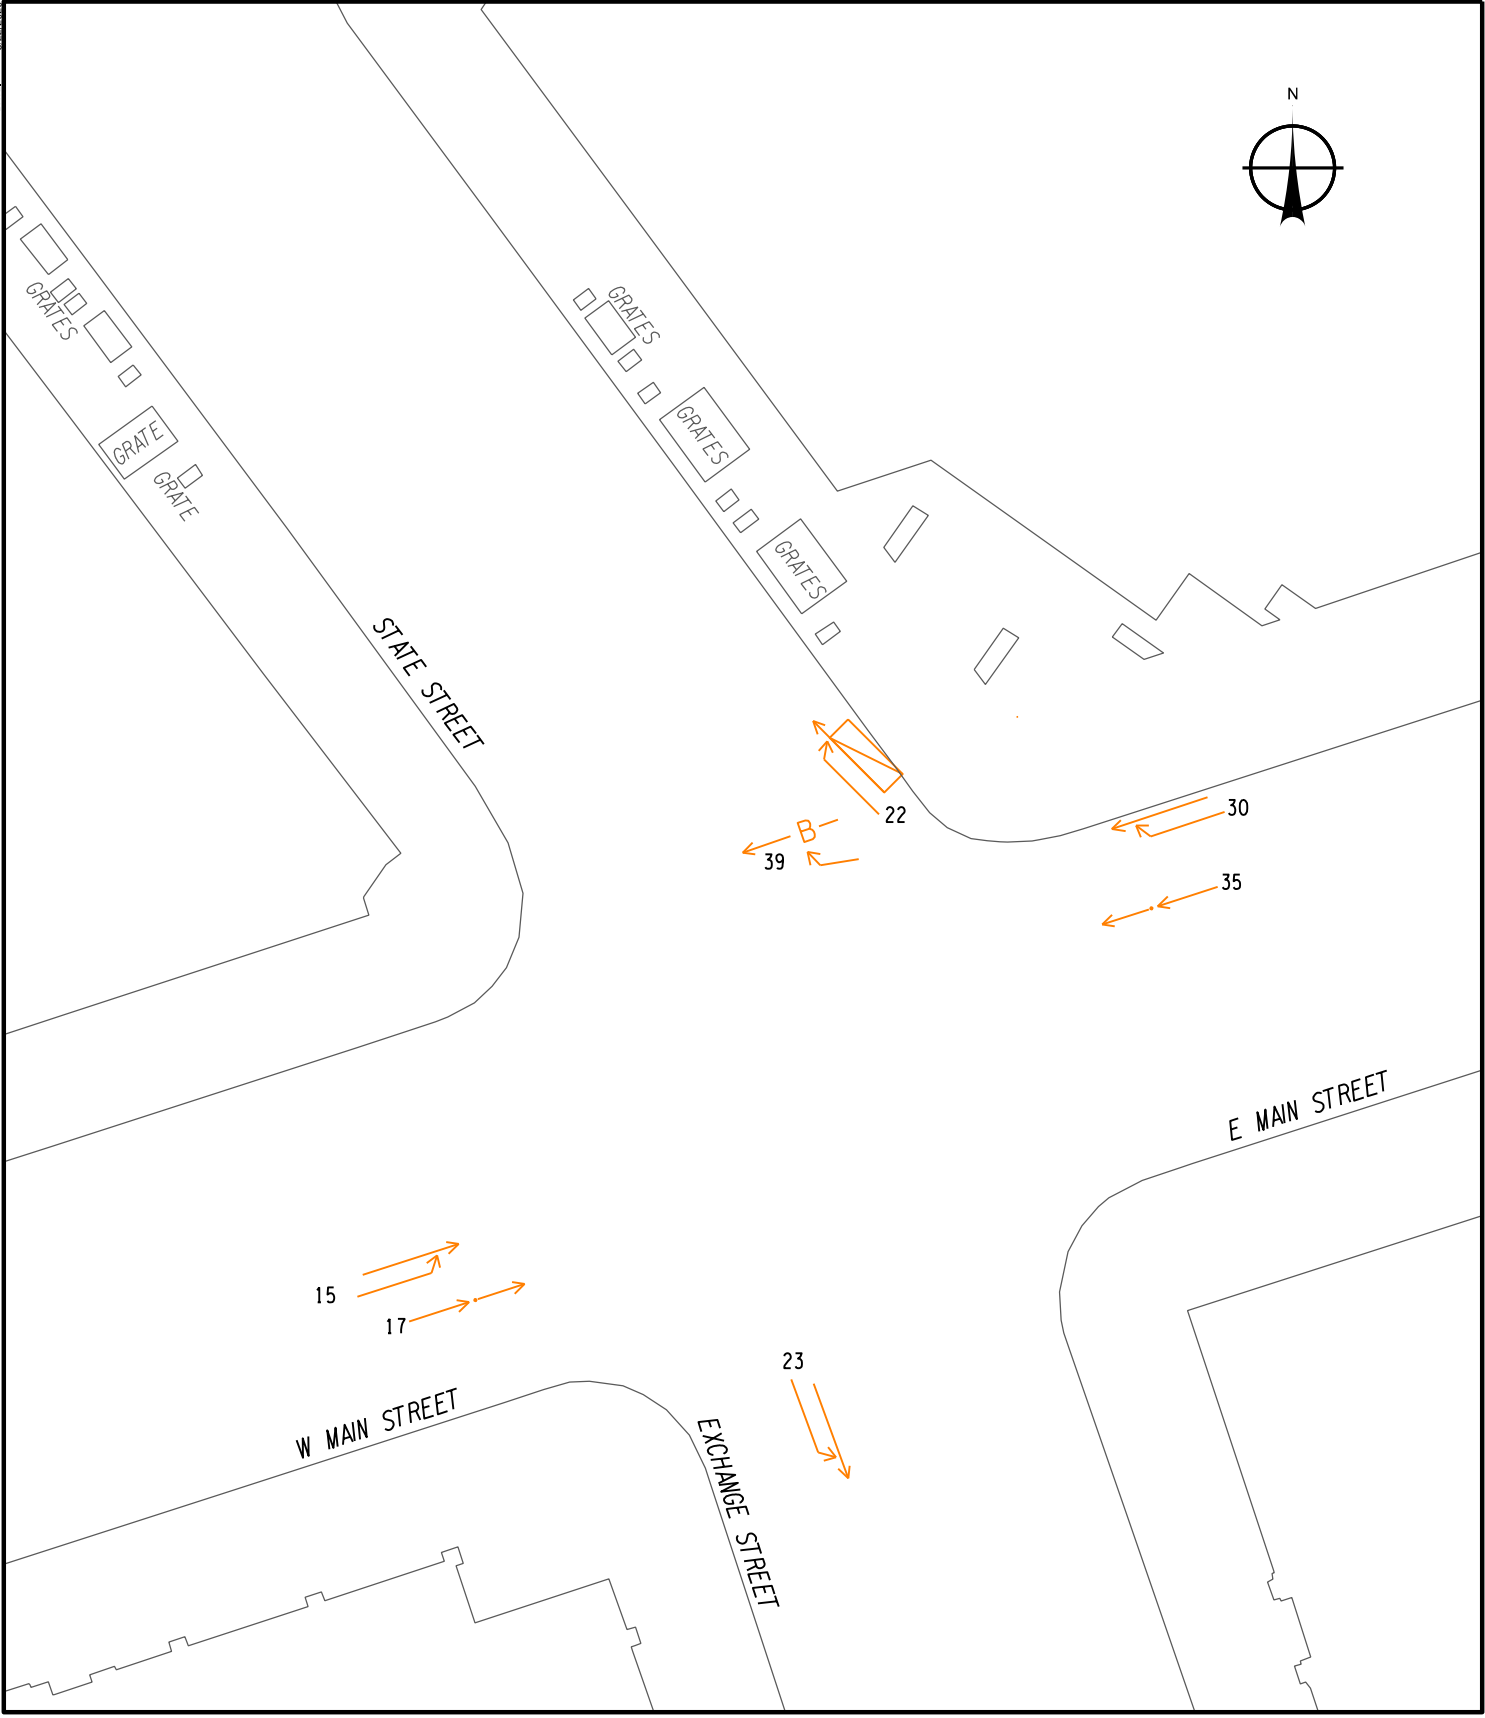 N
GRATES
GRATES
GRATES
GRATE
GRATE
GRATES
STATE STREET
22
30
B
39
35
E MAIN STREET
15
17
23
W MAIN STREET
EXCHANGE STREET